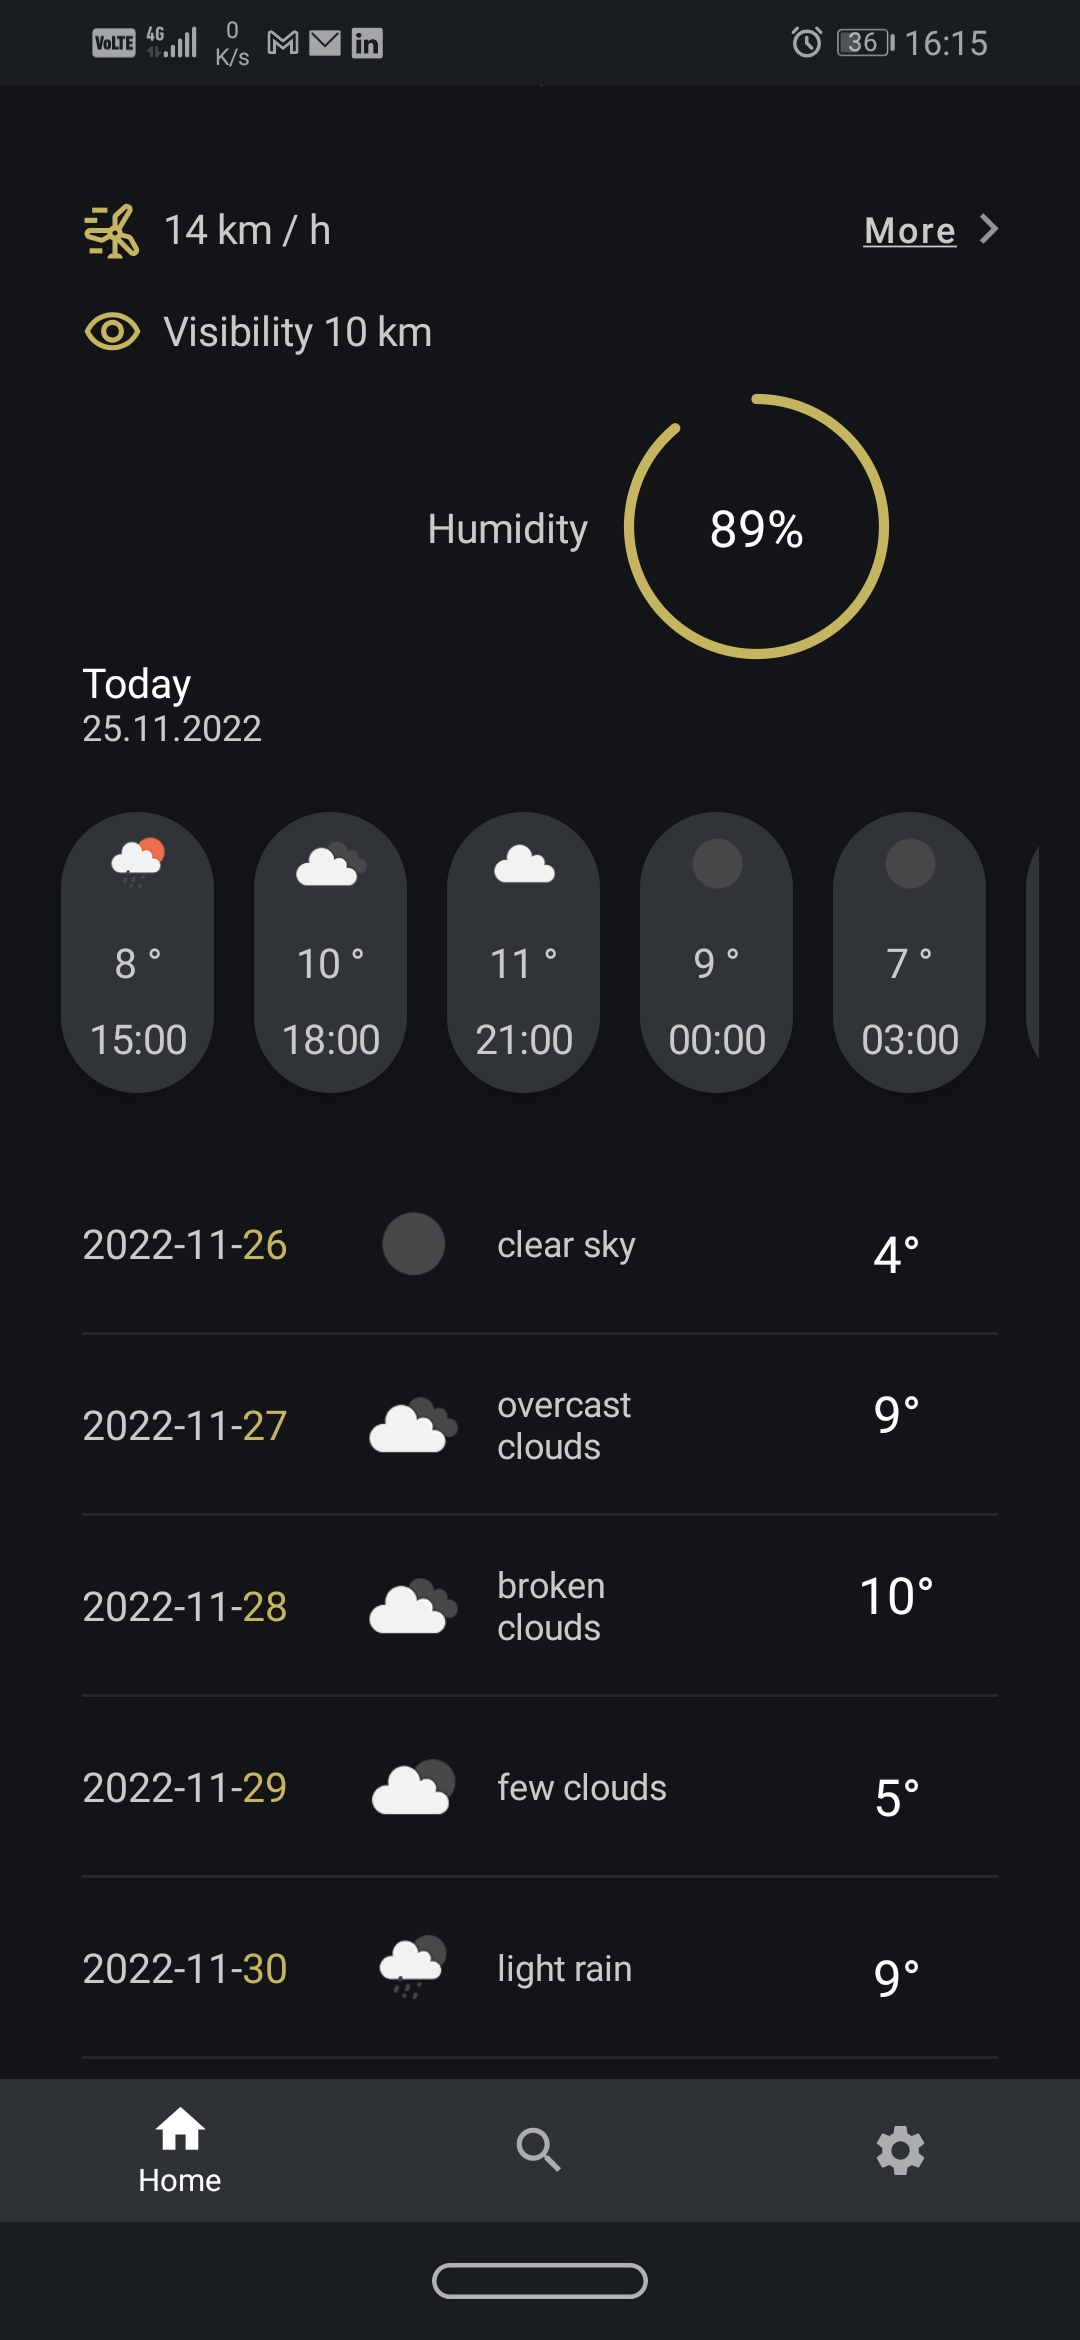 VoLTE 4G 0 K/s in 36 16:15
14 km / h More
Visibility 10 km
Humidity 89%
Today
25.11.2022
8 ° 10 ° 11 ° 9 ° 7 °
15:00 18:00 21:00 00:00 03:00
2022-11-26 clear sky 4°
2022-11-27 overcast clouds 9°
2022-11-28 broken clouds 10°
2022-11-29 few clouds 5°
2022-11-30 light rain 9°
Home